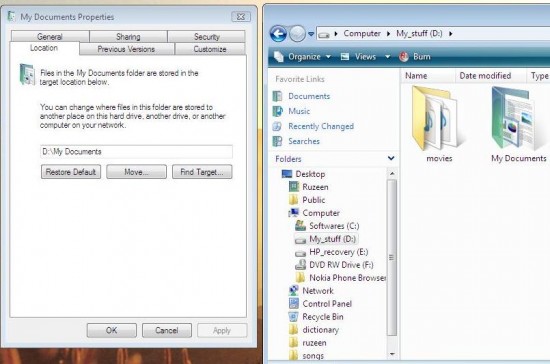 My Documents Properties
General
Sharing
Security
Location
Previous Versions
Customize
Files in the My Documents folder are stored in the
target location below.
You can change where files in this folder are stored to
another place on this hard drive, another drive, or another
computer on your network.
D:\My Documents
Restore Default
Move...
Find Target...
OK
Cancel
Apply
Computer
My_stuff (D:)
Organize
Views
Burn
Favorite Links
Documents
Music
Recently Changed
Searches
Folders
Desktop
Ruzeen
Public
Computer
Softwares (C:)
My_stuff (D:)
HP_recovery (E:)
DVD RW Drive (F:)
Nokia Phone Browser
Network
Control Panel
Recycle Bin
dictionary
ruzeen
songs
Name
Date modified
Type
movies
My Documents